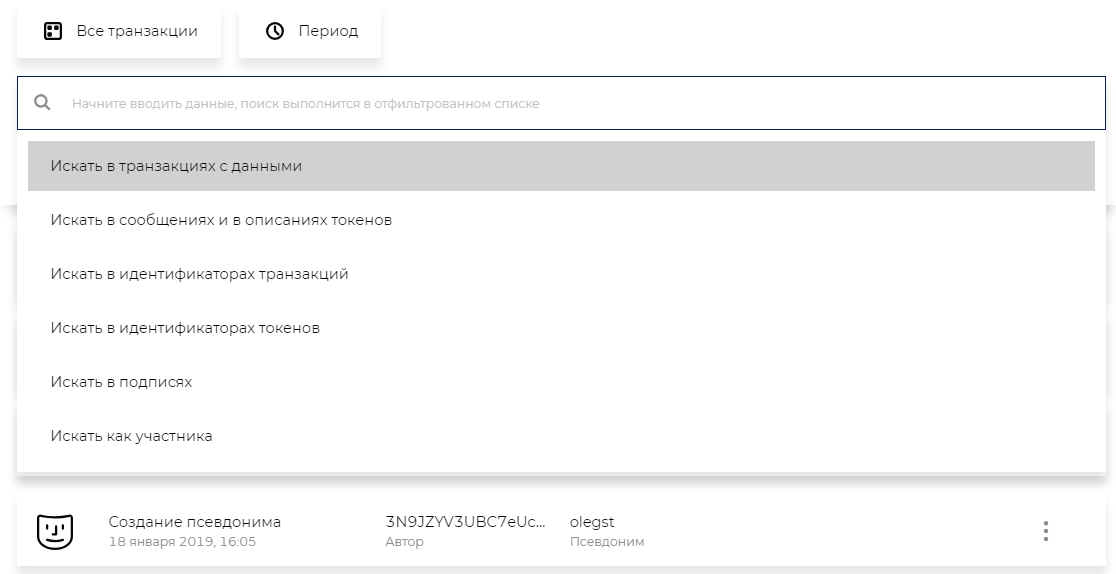 Все транзакции Период
Начните вводить данные, поиск выполнится в отфильтрованном списке
Искать в транзакциях с данными
Искать в сообщениях и в описаниях токенов
Искать в идентификаторах транзакций
Искать в идентификаторах токенов
Искать в подписях
Искать как участника
Создание псевдонима 3N9JZYV3UBC7eUc... olegst
18 января 2019, 16:05 Автор Псевдоним